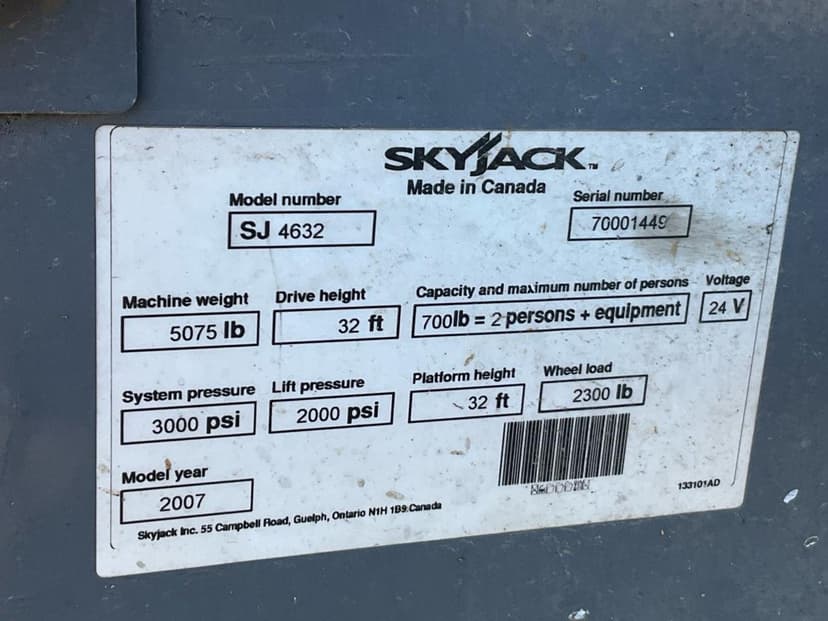 SKYJACK™
Made in Canada
Model number
SJ 4632
Serial number
70001449
Machine weight
5075 lb
Drive height
32 ft
Capacity and maximum number of persons
700lb = 2 persons + equipment
Voltage
24 V
System pressure
3000 psi
Lift pressure
2000 psi
Platform height
32 ft
Wheel load
2300 lb
Model year
2007
133101AD
Skyjack Inc. 55 Campbell Road, Guelph, Ontario N1H 1B9 Canada